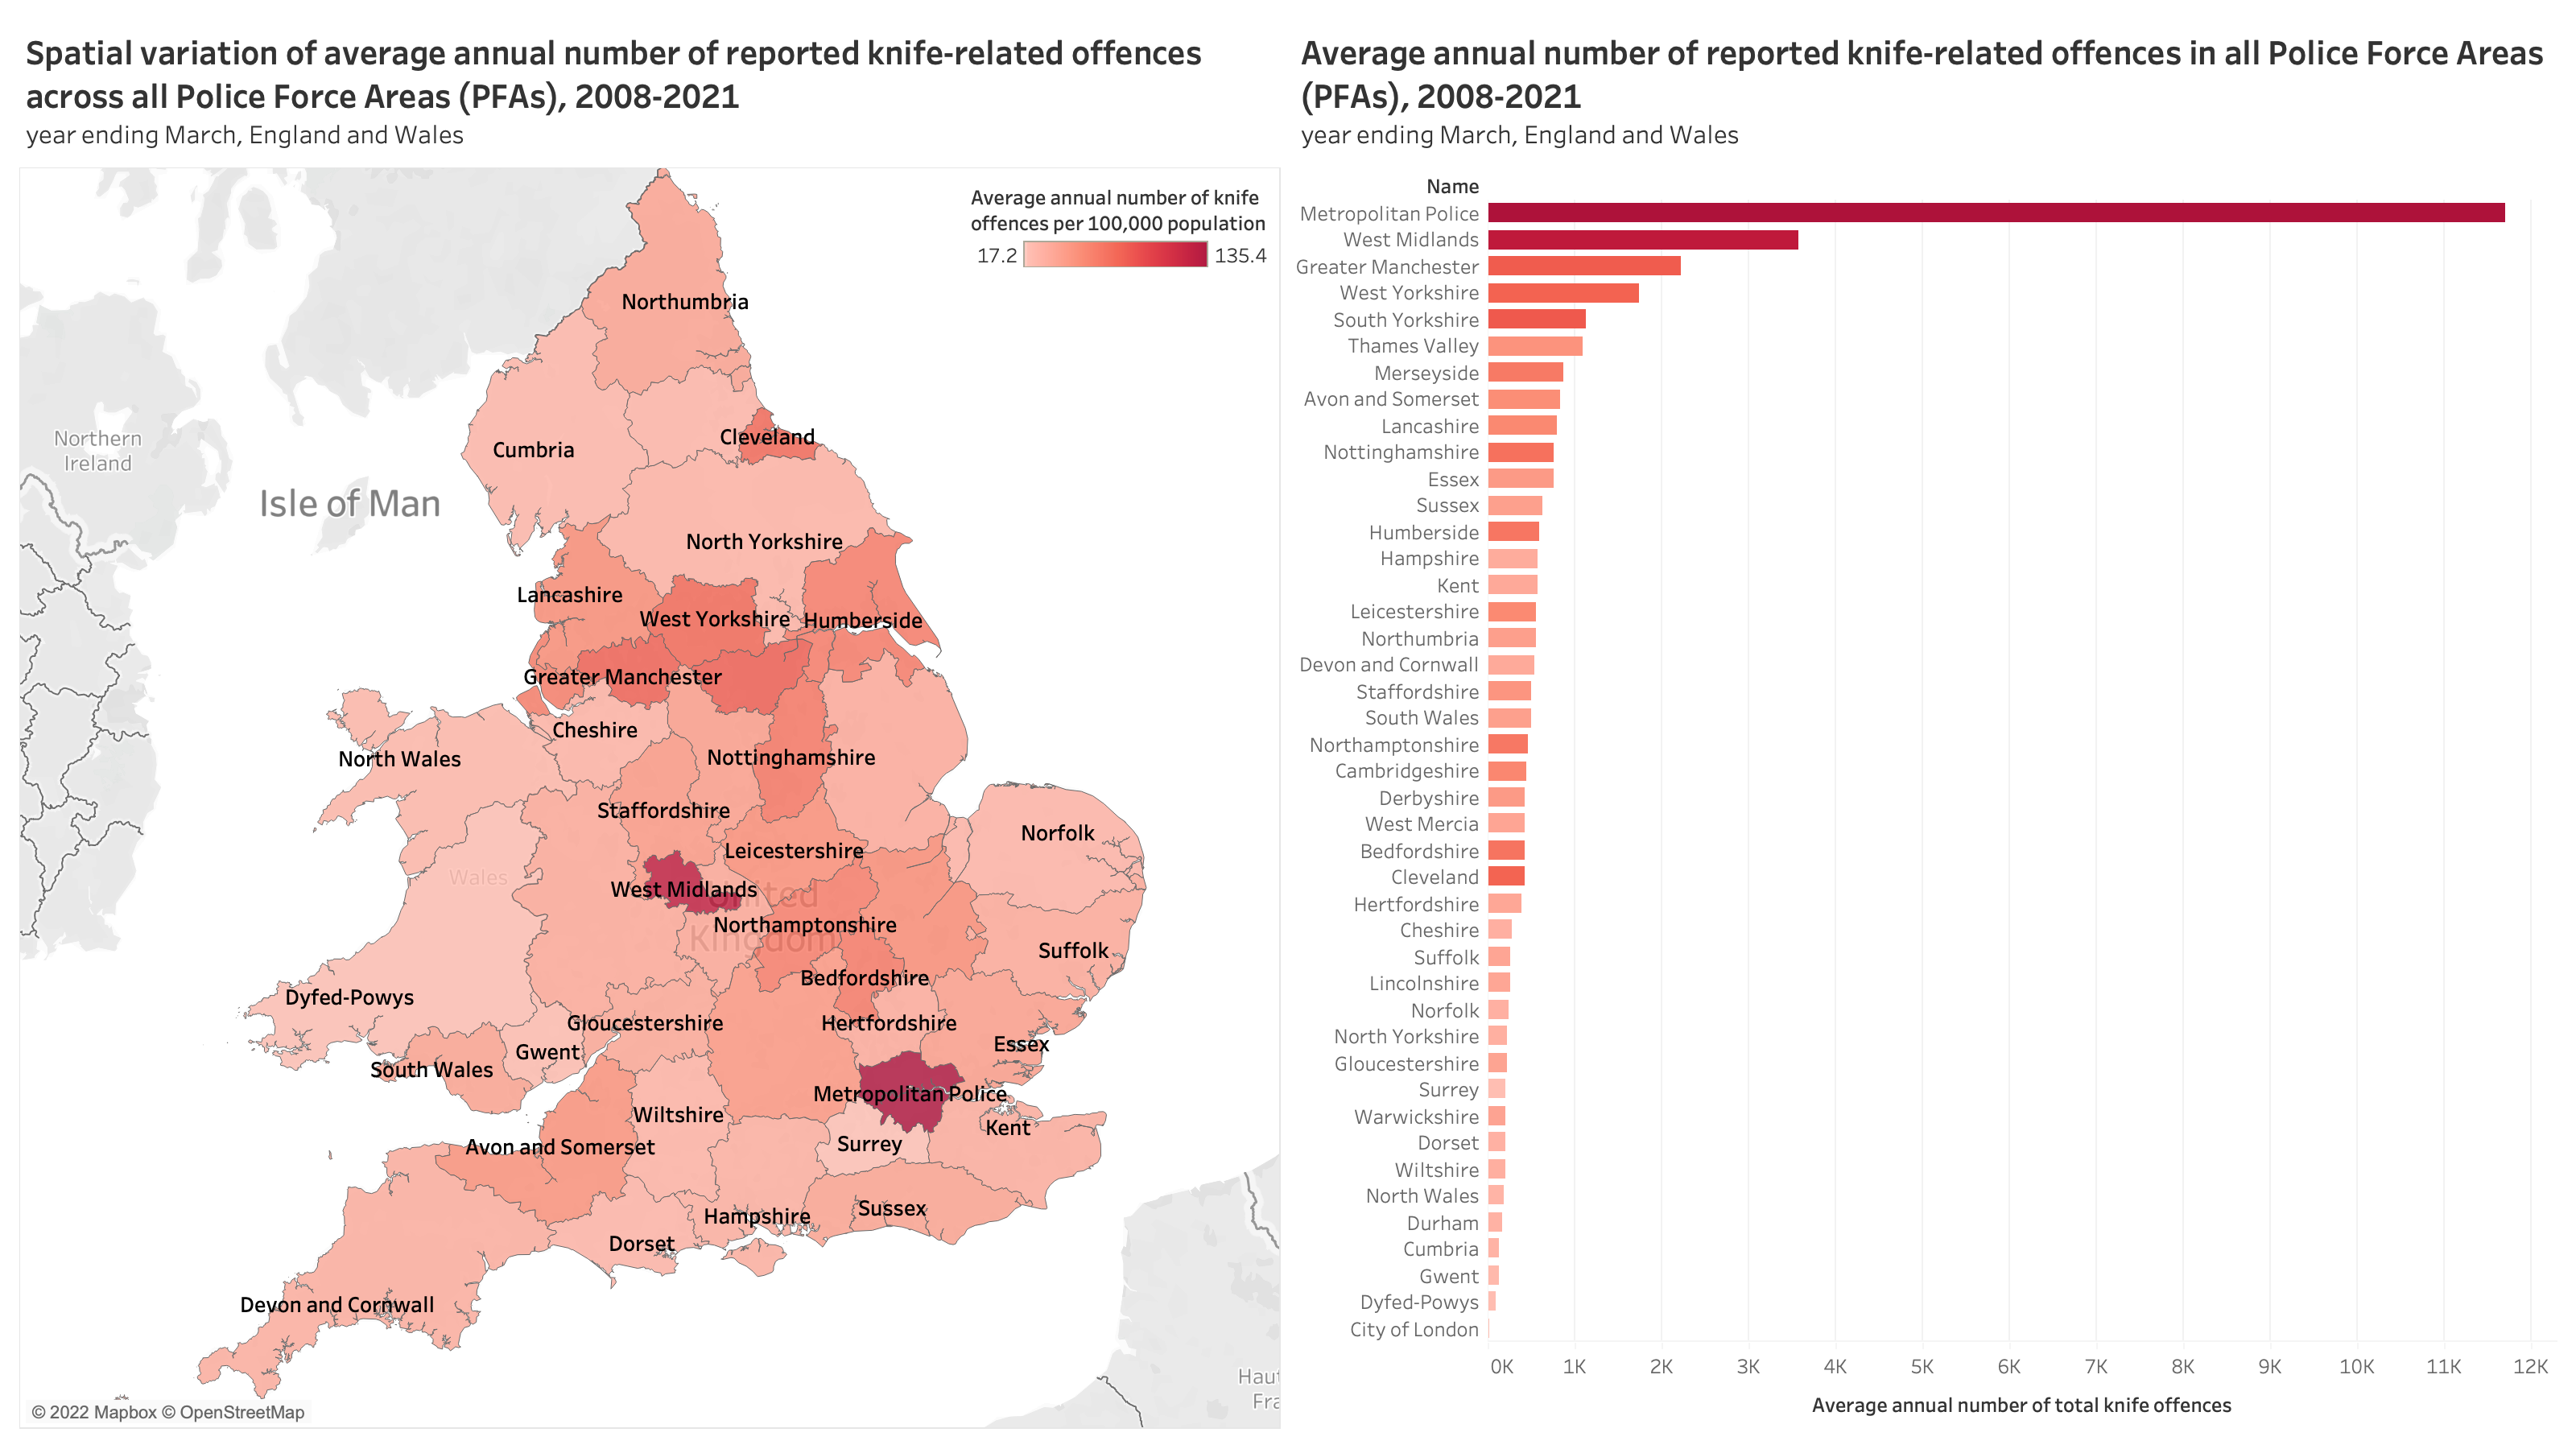 Spatial variation of average annual number of reported knife-related offences
across all Police Force Areas (PFAs), 2008-2021
year ending March, England and Wales
Average annual number of knife
offences per 100,000 population
17.2
135.4
Northumbria
Northern
Ireland
Cleveland
Cumbria
Isle of Man
North Yorkshire
Lancashire
West Yorkshire
Humberside
Greater Manchester
Cheshire
North Wales
Nottinghamshire
Staffordshire
Norfolk
Leicestershire
Wales
West Midlands
United
Kingdom
Northamptonshire
Suffolk
Bedfordshire
Dyfed-Powys
Gloucestershire
Hertfordshire
Gwent
Essex
South Wales
Metropolitan Police
Wiltshire
Kent
Avon and Somerset
Surrey
Hampshire
Sussex
Dorset
Devon and Cornwall
Hau
Fra
© 2022 Mapbox © OpenStreetMap
Average annual number of reported knife-related offences in all Police Force Areas
(PFAs), 2008-2021
year ending March, England and Wales
Name
Metropolitan Police
West Midlands
Greater Manchester
West Yorkshire
South Yorkshire
Thames Valley
Merseyside
Avon and Somerset
Lancashire
Nottinghamshire
Essex
Sussex
Humberside
Hampshire
Kent
Leicestershire
Northumbria
Devon and Cornwall
Staffordshire
South Wales
Northamptonshire
Cambridgeshire
Derbyshire
West Mercia
Bedfordshire
Cleveland
Hertfordshire
Cheshire
Suffolk
Lincolnshire
Norfolk
North Yorkshire
Gloucestershire
Surrey
Warwickshire
Dorset
Wiltshire
North Wales
Durham
Cumbria
Gwent
Dyfed-Powys
City of London
0K 1K 2K 3K 4K 5K 6K 7K 8K 9K 10K 11K 12K
Average annual number of total knife offences